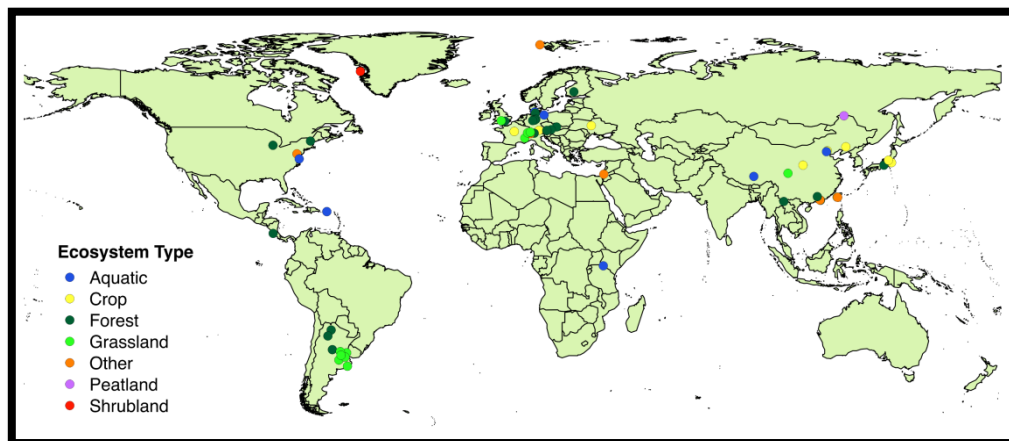 Ecosystem Type
Aquatic
Crop
Forest
Grassland
Other
Peatland
Shrubland